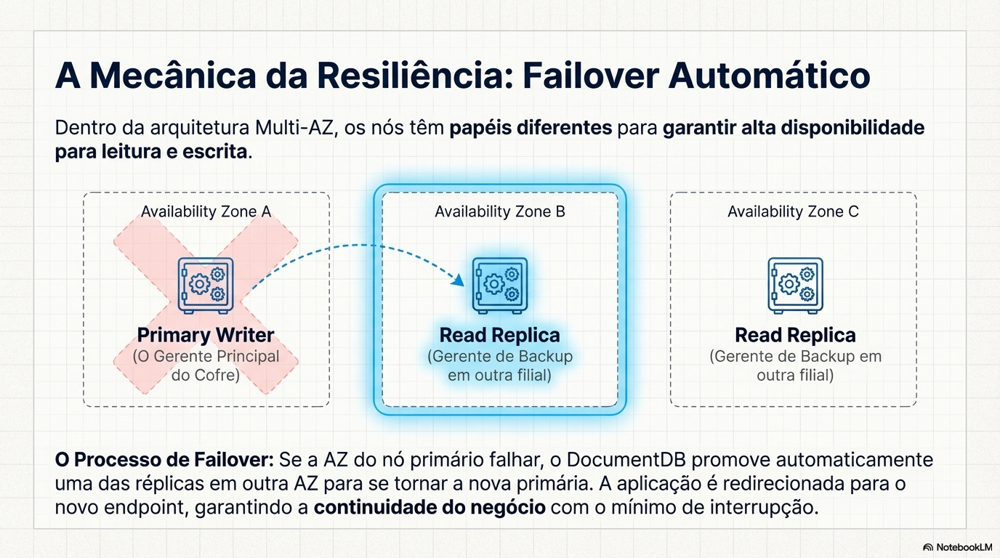 A Mecânica da Resiliência: Failover Automático
Dentro da arquitetura Multi-AZ, os nós têm papéis diferentes para garantir alta disponibilidade
para leitura e escrita.
Availability Zone A
Primary Writer
(O Gerente Principal
do Cofre)
Availability Zone B
Read Replica
(Gerente de Backup
em outra filial)
Availability Zone C
Read Replica
(Gerente de Backup em
outra filial)
O Processo de Failover: Se a AZ do nó primário falhar, o DocumentDB promove automaticamente
uma das réplicas em outra AZ para se tornar a nova primária. A aplicação é redirecionada para o
novo endpoint, garantindo a continuidade do negócio com o mínimo de interrupção.
NotebookLM